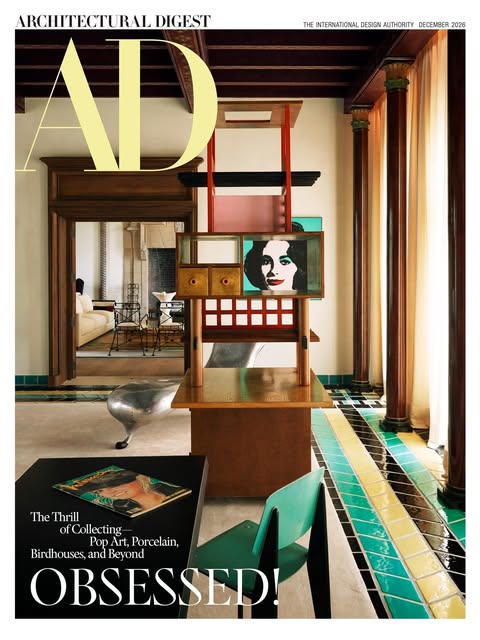 ARCHITECTURAL DIGEST
THE INTERNATIONAL DESIGN AUTHORITY DECEMBER 2026
AD
The Thrill
of Collecting—
Pop Art, Porcelain,
Birdhouses, and Beyond
OBSESSED!